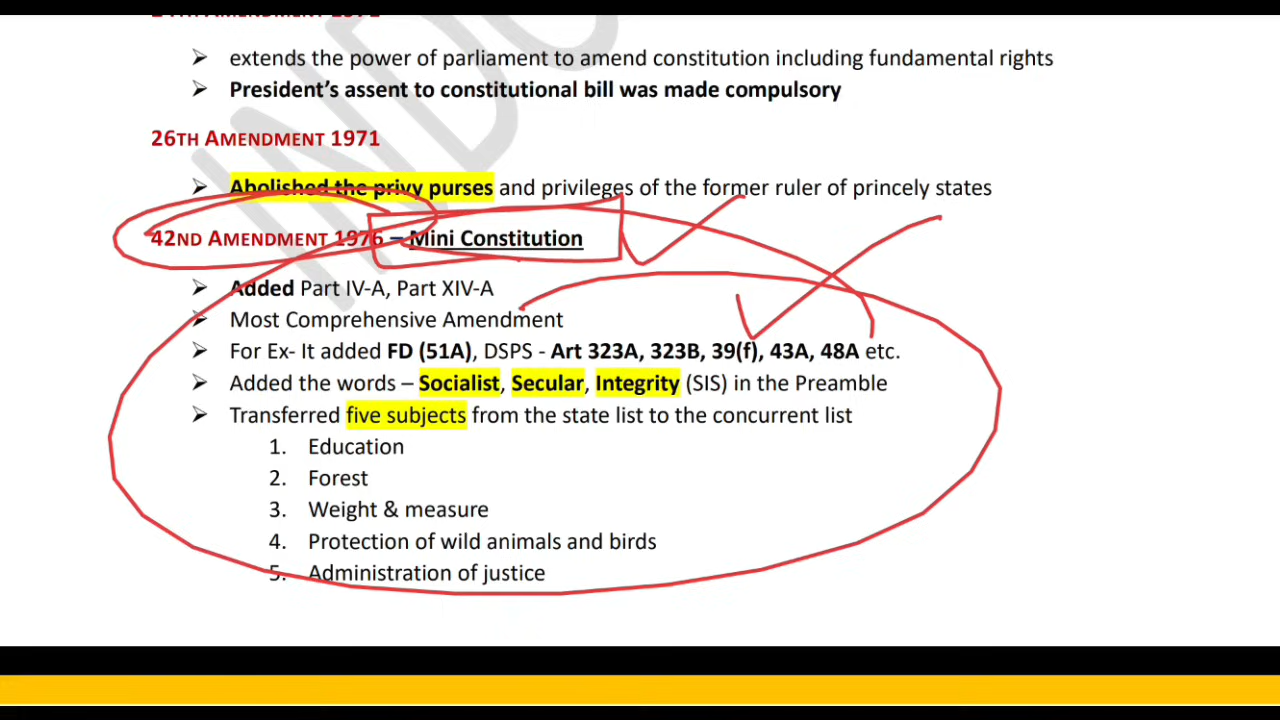 ➢ extends the power of parliament to amend constitution including fundamental rights
➢ President’s assent to constitutional bill was made compulsory
26TH AMENDMENT 1971
➢ Abolished the privy purses and privileges of the former ruler of princely states
42ND AMENDMENT 1976 – Mini Constitution
➢ Added Part IV-A, Part XIV-A
➢ Most Comprehensive Amendment
➢ For Ex- It added FD (51A), DSPS - Art 323A, 323B, 39(f), 43A, 48A etc.
➢ Added the words – Socialist, Secular, Integrity (SIS) in the Preamble
➢ Transferred five subjects from the state list to the concurrent list
1. Education
2. Forest
3. Weight & measure
4. Protection of wild animals and birds
5. Administration of justice